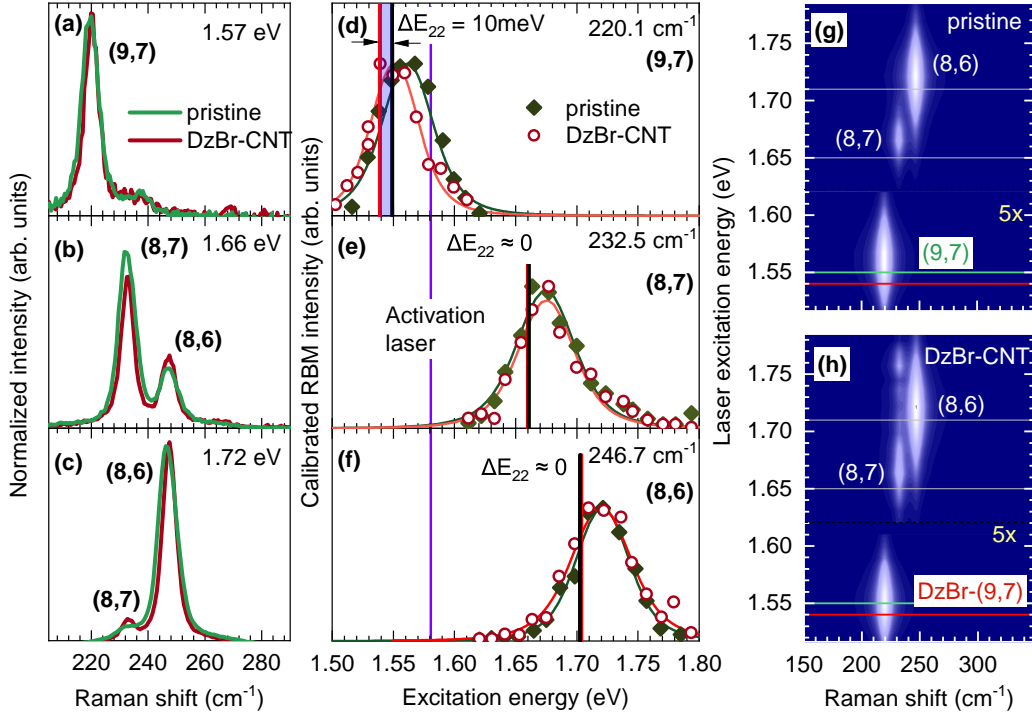 (a)
1.57 eV
(9,7)
pristine
DzBr-CNT
(b)
(8,7)
1.66 eV
(8,6)
(c)
1.72 eV
(8,6)
(8,7)
220 240 260 280
Raman shift (cm⁻¹)
Normalized intensity (arb. units)
(d)
ΔE₂₂ = 10meV
220.1 cm⁻¹
(9,7)
pristine
DzBr-CNT
(e)
ΔE₂₂ ≈ 0
232.5 cm⁻¹
(8,7)
Activation
laser
(f)
ΔE₂₂ ≈ 0
246.7 cm⁻¹
(8,6)
1.50 1.55 1.60 1.65 1.70 1.75 1.80
Excitation energy (eV)
Calibrated RBM intensity (arb. units)
(g)
pristine
(8,6)
(8,7)
5x
(9,7)
1.75
1.70
1.65
1.60
1.55
(h)
DzBr-CNT
(8,6)
(8,7)
5x
DzBr-(9,7)
1.75
1.70
1.65
1.60
1.55
150 200 250 300
Raman shift (cm⁻¹)
Laser excitation energy (eV)